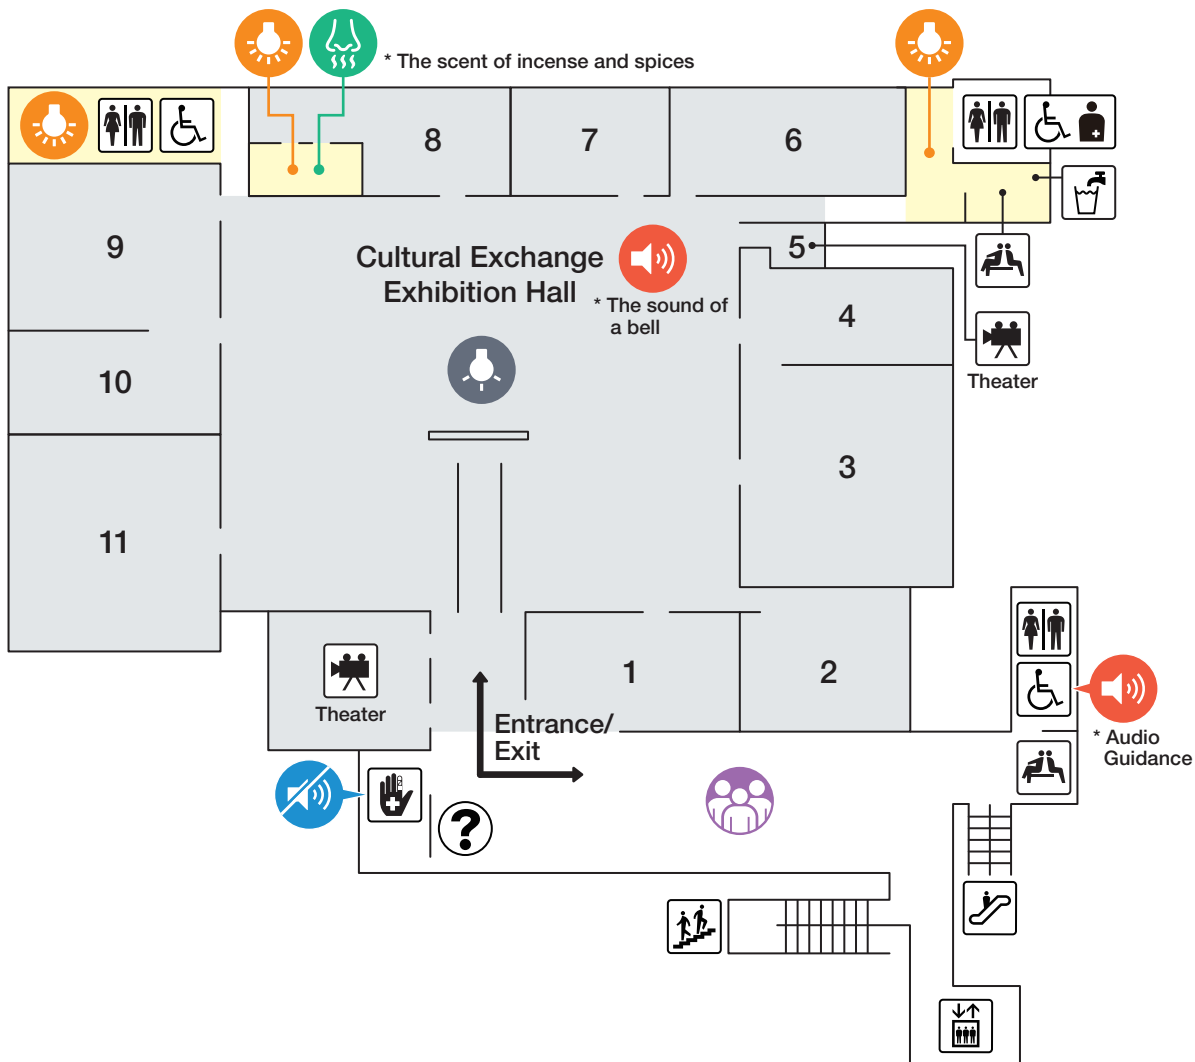 * The scent of incense and spices
8
7
6
9
5
Cultural Exchange
Exhibition Hall
* The sound of
a bell
4
Theater
10
3
11
1
2
Theater
Entrance/
Exit
* Audio
Guidance
?